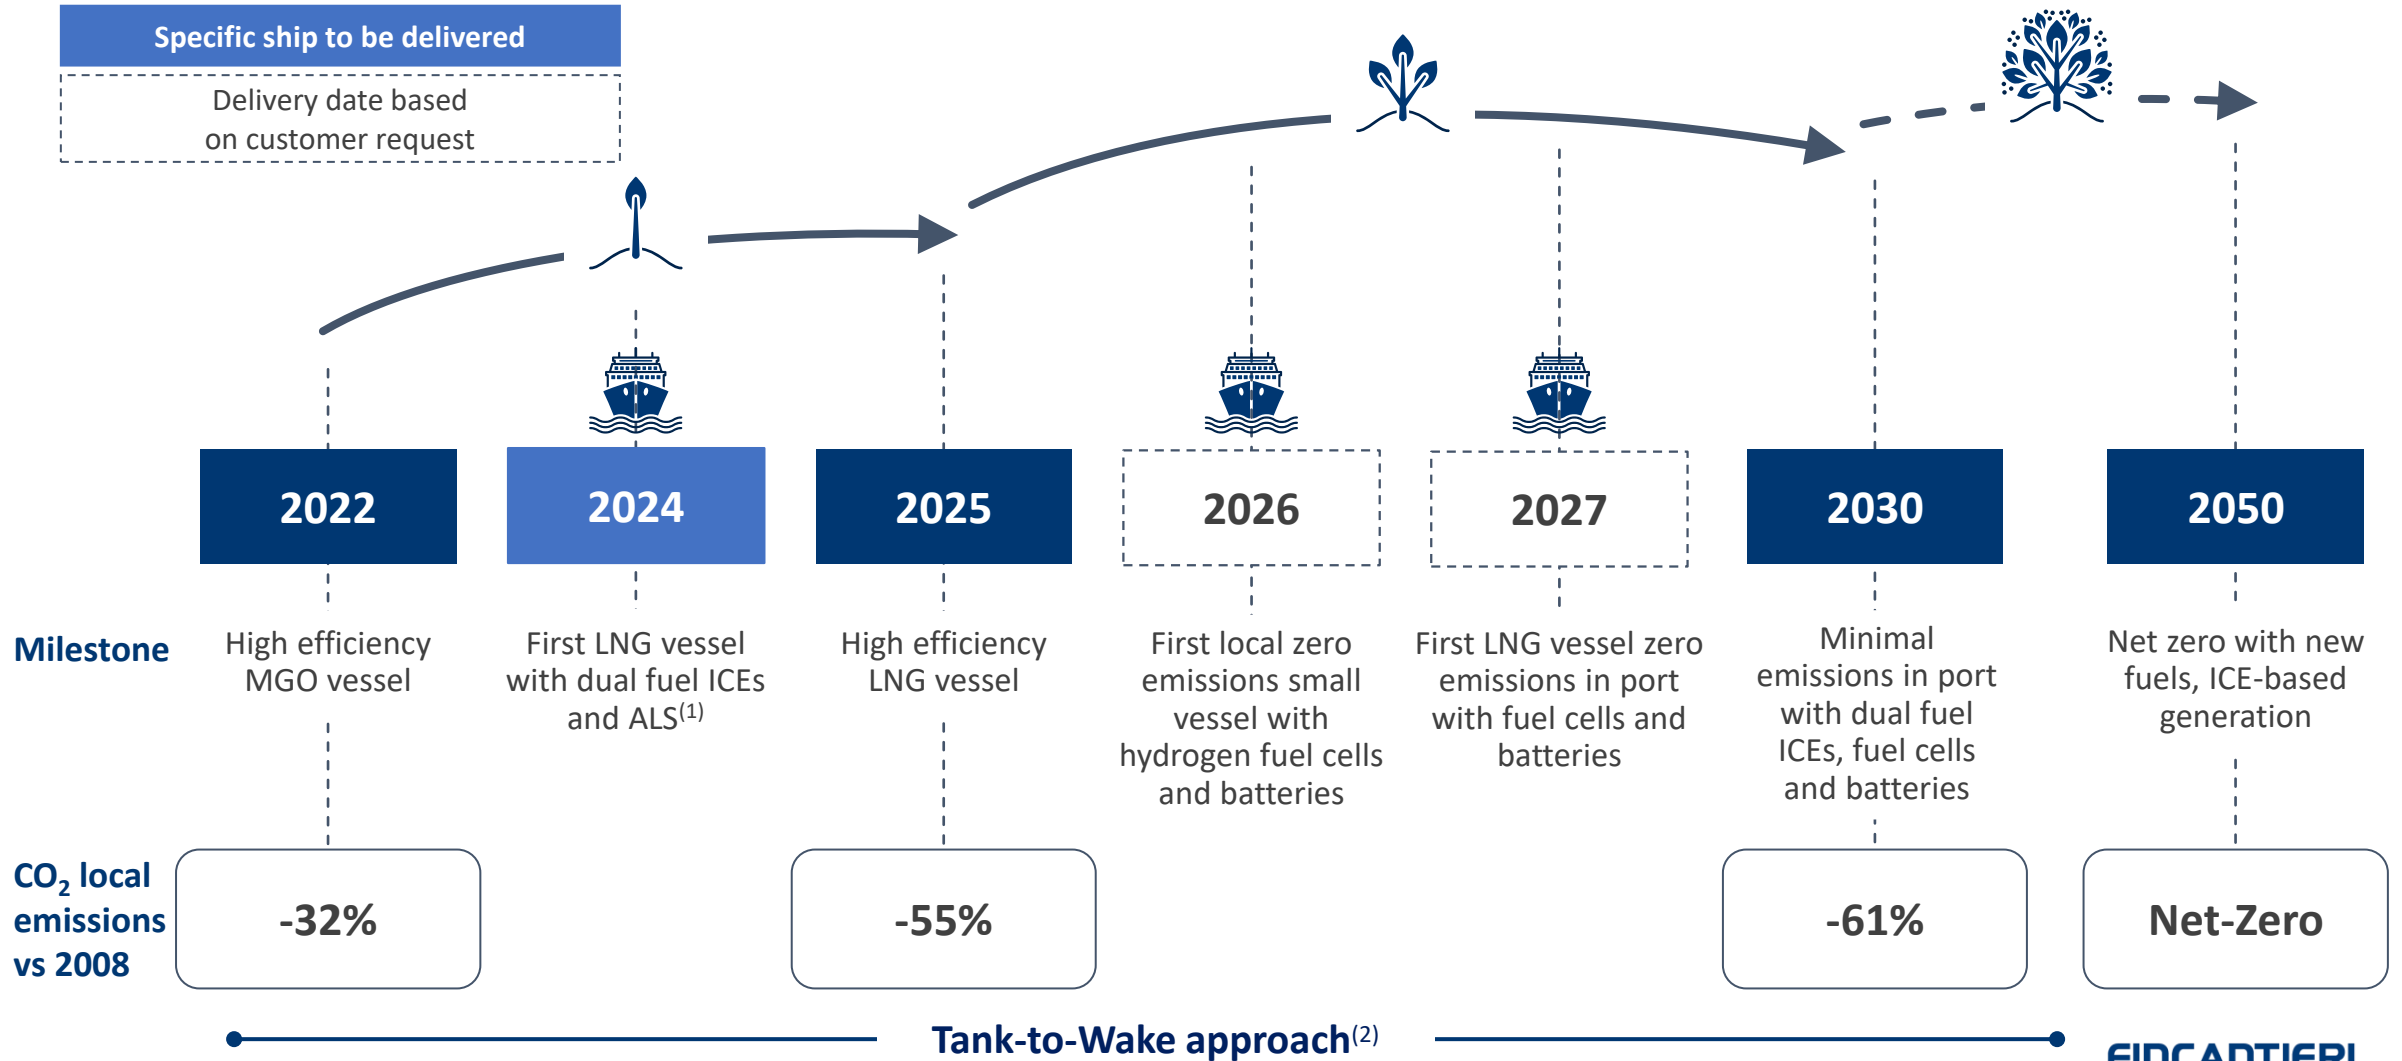 Specific ship to be delivered
Delivery date based
on customer request
2022
2024
2025
2026
2027
2030
2050
Milestone
High efficiency
MGO vessel
First LNG vessel
with dual fuel ICEs
and ALS(1)
High efficiency
LNG vessel
First local zero
emissions small
vessel with
hydrogen fuel cells
and batteries
First LNG vessel zero
emissions in port
with fuel cells and
batteries
Minimal
emissions in port
with dual fuel
ICEs, fuel cells
and batteries
Net zero with new
fuels, ICE-based
generation
CO₂ local
emissions
vs 2008
-32%
-55%
-61%
Net-Zero
Tank-to-Wake approach(2)
FINCANTIERI